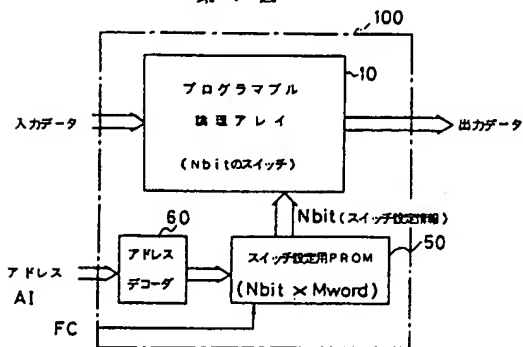 100
10
プログラマブル
論理アレイ
(Nbitのスイッチ)
入力データ
出力データ
Nbit(スイッチ設定情報)
60
50
アドレス
デコーダ
スイッチ設定用PROM
(Nbit × Mword)
アドレス
AI
FC